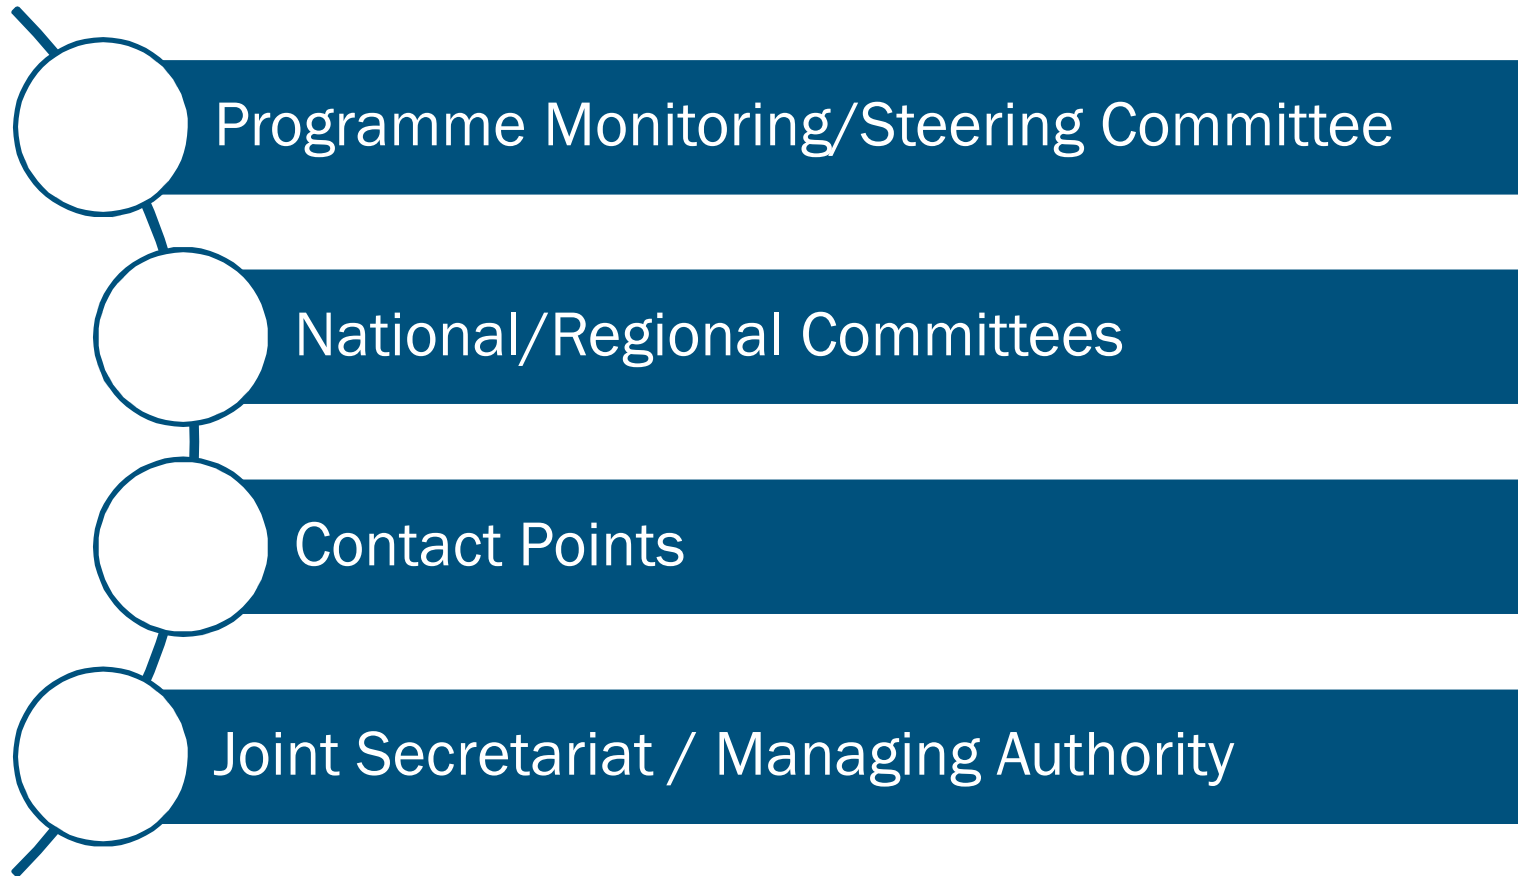 Programme Monitoring/Steering Committee
National/Regional Committees
Contact Points
Joint Secretariat / Managing Authority